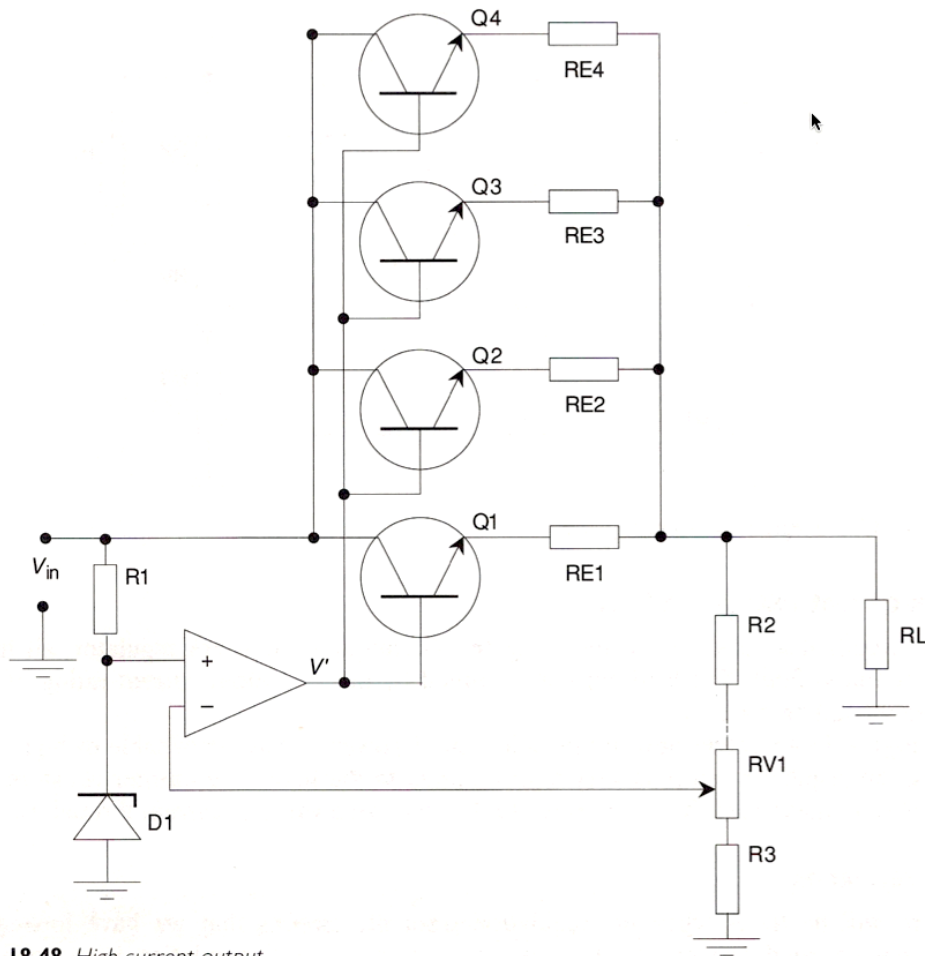 Q4
RE4
Q3
RE3
Q2
RE2
Q1
RE1
Vin
R1
R2
RL
+
V'
−
RV1
D1
R3
18.48 High current output